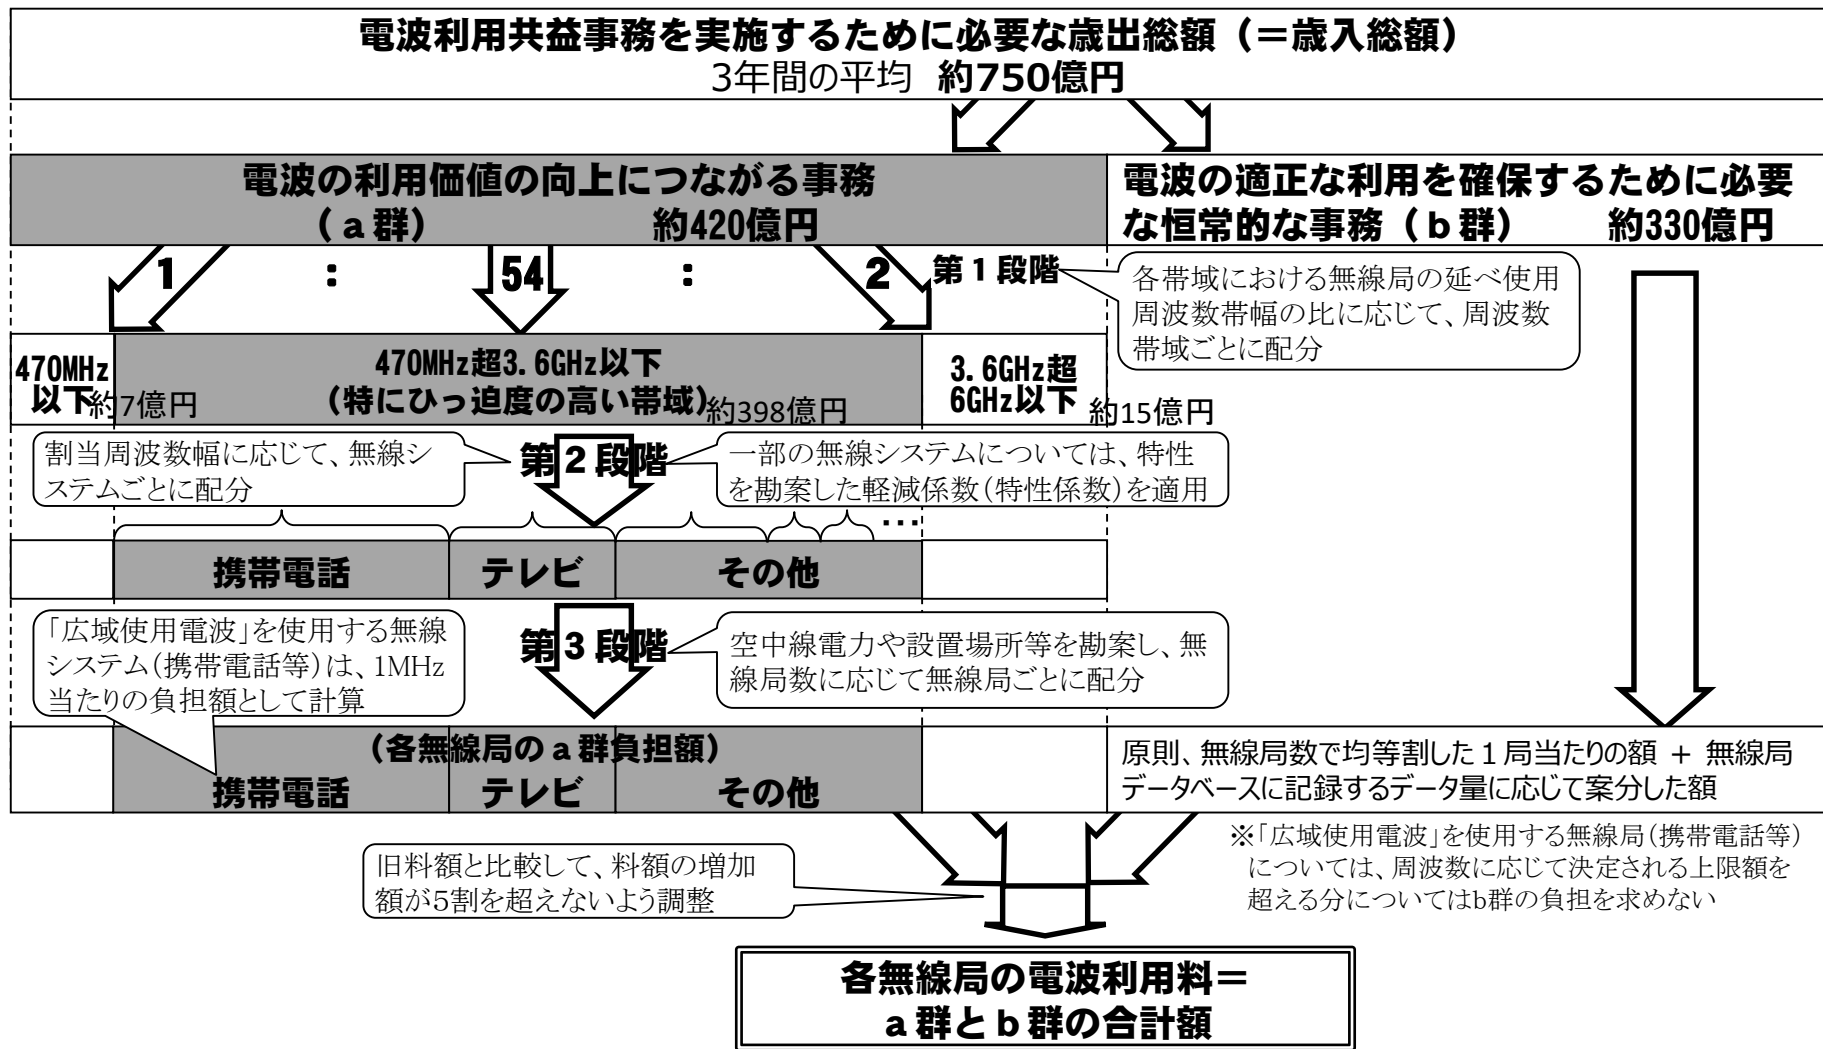 電波利用共益事務を実施するために必要な歳出総額（＝歳入総額）
3年間の平均　約750億円
電波の利用価値の向上につながる事務
（ａ群）　　約420億円
電波の適正な利用を確保するために必要
な恒常的な事務（ｂ群）　　約330億円
1　：　54　：　2
第１段階
各帯域における無線局の延べ使用
周波数帯幅の比に応じて、周波数
帯域ごとに配分
470MHz
以下
約7億円
470MHz超3.6GHz以下
(特にひっ迫度の高い帯域)
約398億円
3.6GHz超
6GHz以下
約15億円
割当周波数幅に応じて、無線シ
ステムごとに配分
第２段階
一部の無線システムについては、特性
を勘案した軽減係数(特性係数)を適用
…
携帯電話
テレビ
その他
「広域使用電波」を使用する無線
システム(携帯電話等)は、1MHz
当たりの負担額として計算
第３段階
空中線電力や設置場所等を勘案し、無
線局数に応じて無線局ごとに配分
(各無線局のａ群負担額)
携帯電話
テレビ
その他
原則、無線局数で均等割した１局当たりの額 ＋ 無線局
データベースに記録するデータ量に応じて案分した額
※「広域使用電波」を使用する無線局(携帯電話等)
については、周波数に応じて決定される上限額を
超える分についてはb群の負担を求めない
旧料額と比較して、料額の増加
額が5割を超えないよう調整
各無線局の電波利用料＝
ａ群とｂ群の合計額